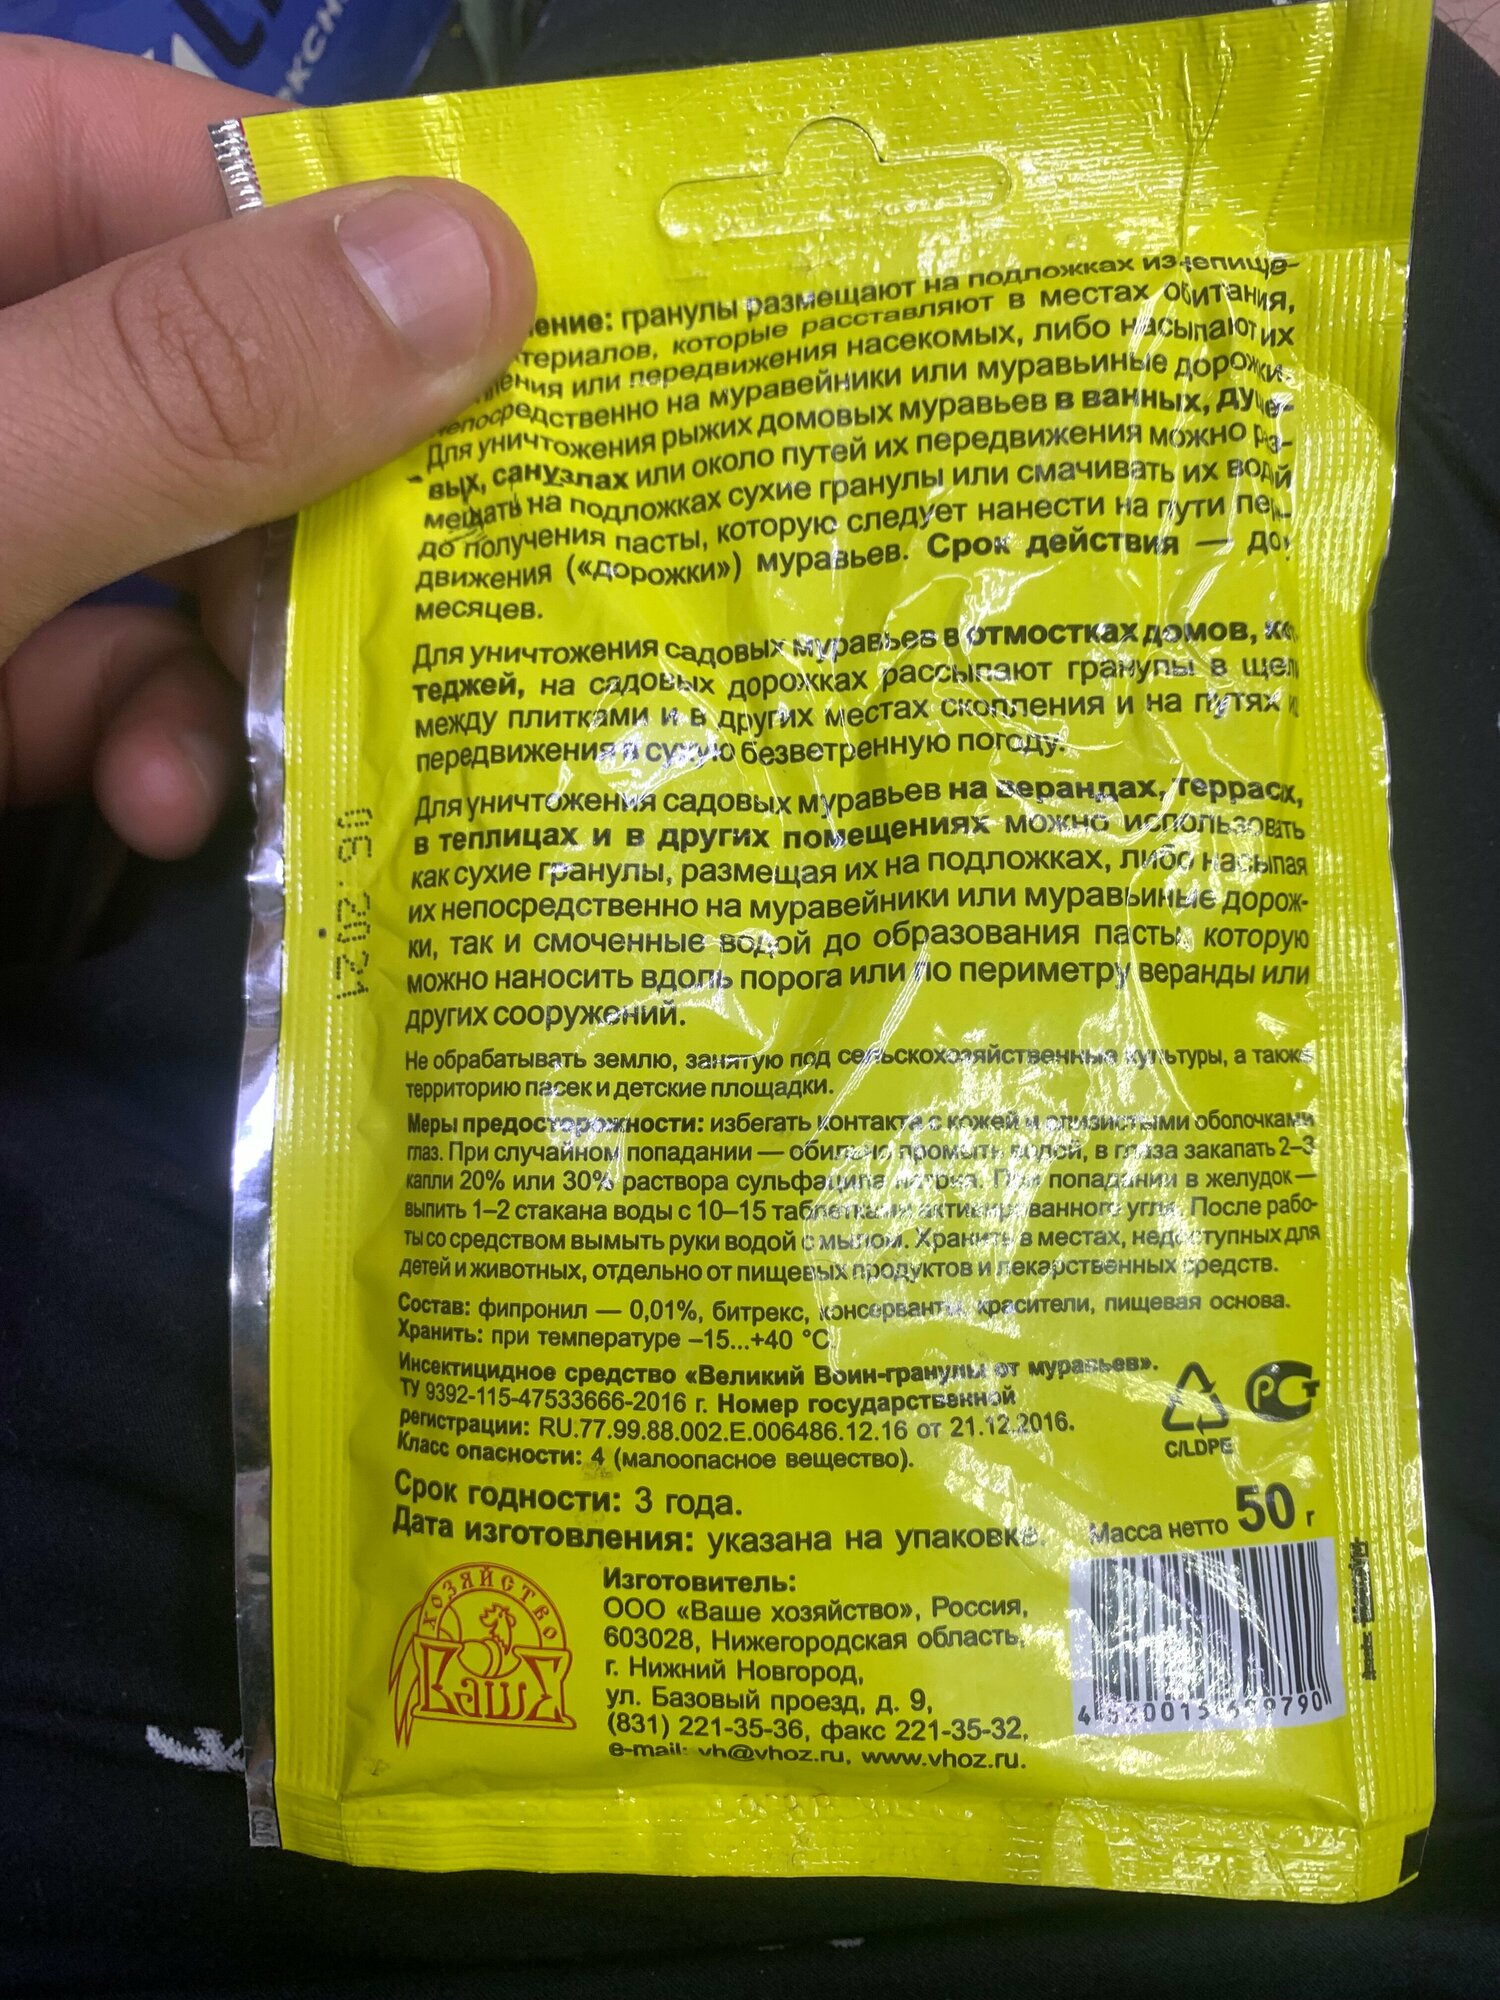 гранулы размещают на подложках из непище-
которые расставляют в местах обитания,
или передвижения насекомых, либо насыпают их
непосредственно на муравейники или муравьиные дорожки.
Для уничтожения рыжих домовых муравьев в ванных, душе-
вых, санузлах или около путей их передвижения можно раз-
мещать на подложках сухие гранулы или смачивать их водой
до получения пасты, которую следует нанести на пути пе
движения («дорожки») муравьев. Срок действия — до
месяцев.
Для уничтожения садовых муравьев в отмостках домов, кот
теджей, на садовых дорожках рассыпают гранулы в щели
между плитками и в других местах скопления и на путях
передвижения в сухую безветренную погоду.
Для уничтожения садовых муравьев на верандах, террасах,
в теплицах и в других помещениях можно использовать
как сухие гранулы, размещая их на подложках, либо насыпая
их непосредственно на муравейники или муравьиные дорож-
ки, так и смоченные водой до образования пасты, которую
можно наносить вдоль порога или по периметру веранды или
других сооружений.
Не обрабатывать землю, занятую под сельскохозяйственные культуры, а также
территорию пасек и детские площадки.
Меры предосторожности: избегать контакта с кожей и слизистыми оболочками
глаз. При случайном попадании — обильно промыть водой, в глаза закапать 2–3
капли 20% или 30% раствора сульфацила натрия. При попадании в желудок —
выпить 1–2 стакана воды с 10–15 таблетками активированного угля. После рабо-
ты со средством вымыть руки водой с мылом. Хранить в местах, недоступных для
детей и животных, отдельно от пищевых продуктов и лекарственных средств.
Состав: фипронил — 0,01%, битрекс, консерванты, красители, пищевая основа.
Хранить: при температуре –15...+40 °С.
Инсектицидное средство «Великий Воин-гранулы от муравьев».
ТУ 9392-115-47533666-2016 г. Номер государственной
регистрации: RU.77.99.88.002.Е.006486.12.16 от 21.12.2016.
Класс опасности: 4 (малоопасное вещество).
C/LDPE
Срок годности: 3 года.
Дата изготовления: указана на упаковке.
Масса нетто 50 г
ХОЗЯЙСТВО
ВАШЕ
Изготовитель:
ООО «Ваше хозяйство», Россия,
603028, Нижегородская область,
г. Нижний Новгород,
ул. Базовый проезд, д. 9,
(831) 221-35-36, факс 221-35-32,
e-mail: vh@vhoz.ru, www.vhoz.ru.
06 2021